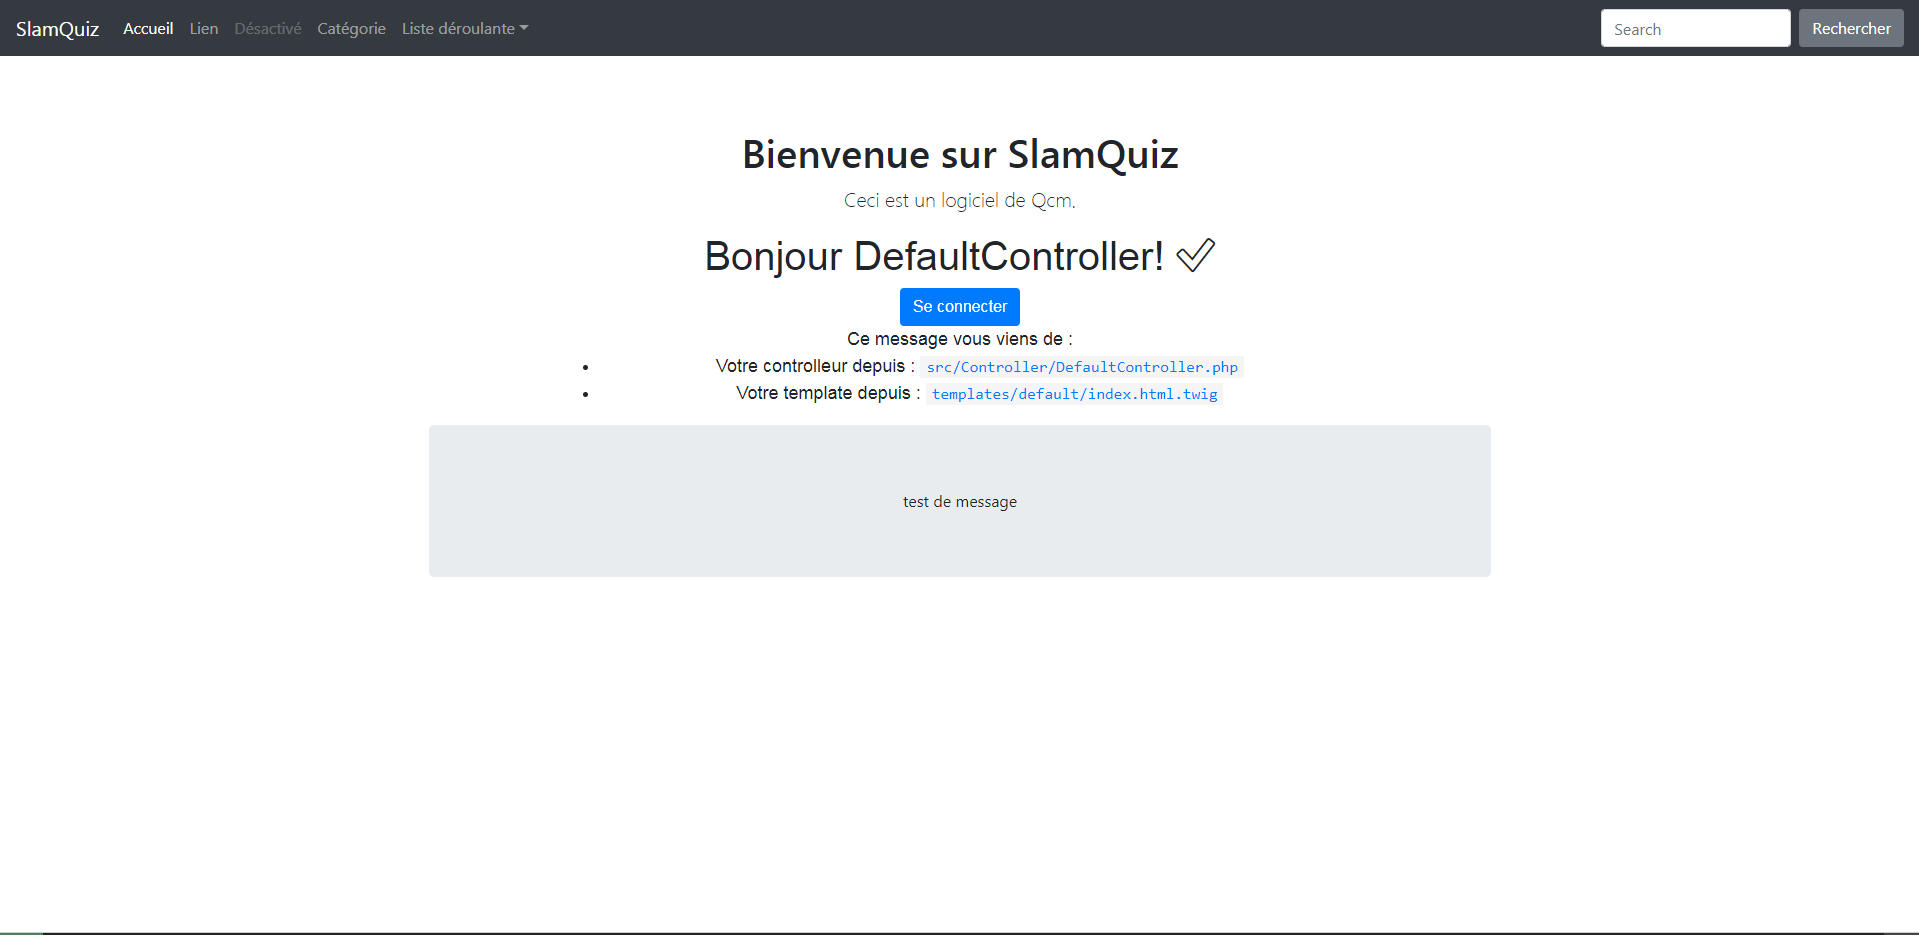 SlamQuiz Accueil Lien Désactivé Catégorie Liste déroulante Search Rechercher
Bienvenue sur SlamQuiz
Ceci est un logiciel de Qcm.
Bonjour DefaultController! ✅
Se connecter
Ce message vous viens de :
• Votre controlleur depuis : src/Controller/DefaultController.php
• Votre template depuis : templates/default/index.html.twig
test de message